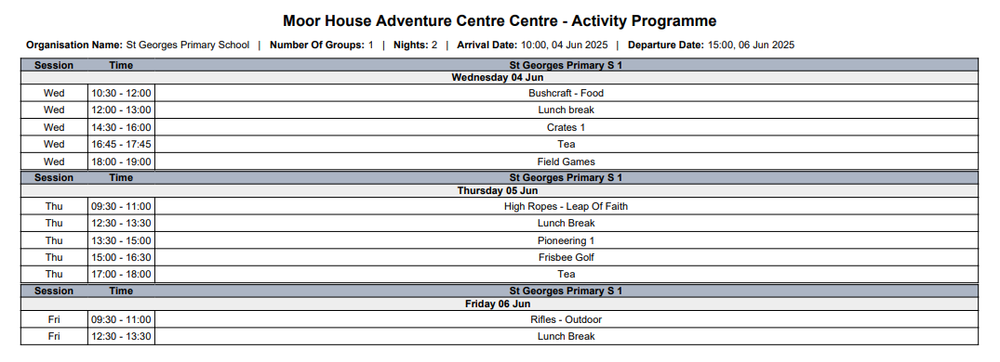 Moor House Adventure Centre Centre - Activity Programme
Organisation Name: St Georges Primary School | Number Of Groups: 1 | Nights: 2 | Arrival Date: 10:00, 04 Jun 2025 | Departure Date: 15:00, 06 Jun 2025
Session Time St Georges Primary S 1
Wednesday 04 Jun
Wed 10:30 - 12:00 Bushcraft - Food
Wed 12:00 - 13:00 Lunch break
Wed 14:30 - 16:00 Crates 1
Wed 16:45 - 17:45 Tea
Wed 18:00 - 19:00 Field Games
Session Time St Georges Primary S 1
Thursday 05 Jun
Thu 09:30 - 11:00 High Ropes - Leap Of Faith
Thu 12:30 - 13:30 Lunch Break
Thu 13:30 - 15:00 Pioneering 1
Thu 15:00 - 16:30 Frisbee Golf
Thu 17:00 - 18:00 Tea
Session Time St Georges Primary S 1
Friday 06 Jun
Fri 09:30 - 11:00 Rifles - Outdoor
Fri 12:30 - 13:30 Lunch Break